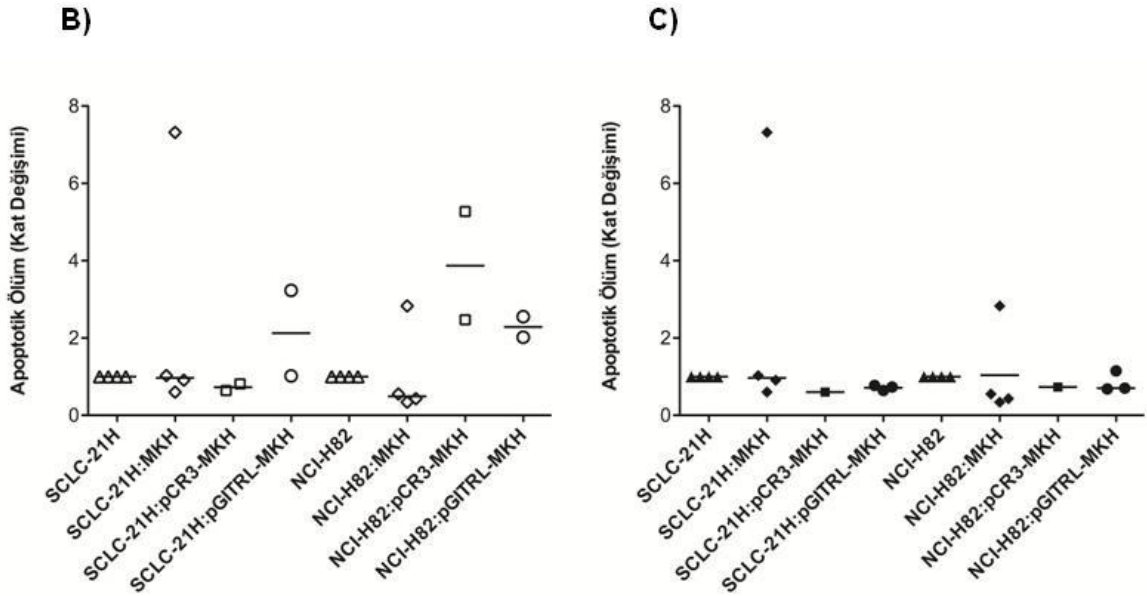 B)
Apoptotik Ölüm (Kat Değişimi)
8
6
4
2
0
SCLC-21H
SCLC-21H:MKH
SCLC-21H:pCR3-MKH
SCLC-21H:pGITRL-MKH
NCI-H82
NCI-H82:MKH
NCI-H82:pCR3-MKH
NCI-H82:pGITRL-MKH
C)
Apoptotik Ölüm (Kat Değişimi)
8
6
4
2
0
SCLC-21H
SCLC-21H:MKH
SCLC-21H:pCR3-MKH
SCLC-21H:pGITRL-MKH
NCI-H82
NCI-H82:MKH
NCI-H82:pCR3-MKH
NCI-H82:pGITRL-MKH